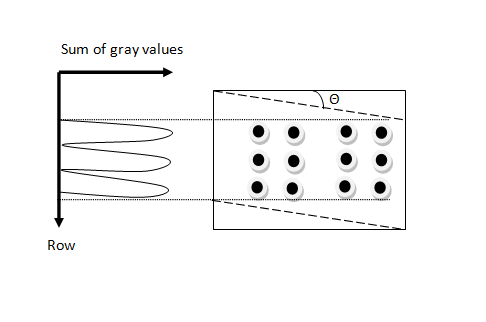 Sum of gray values
Θ
Row